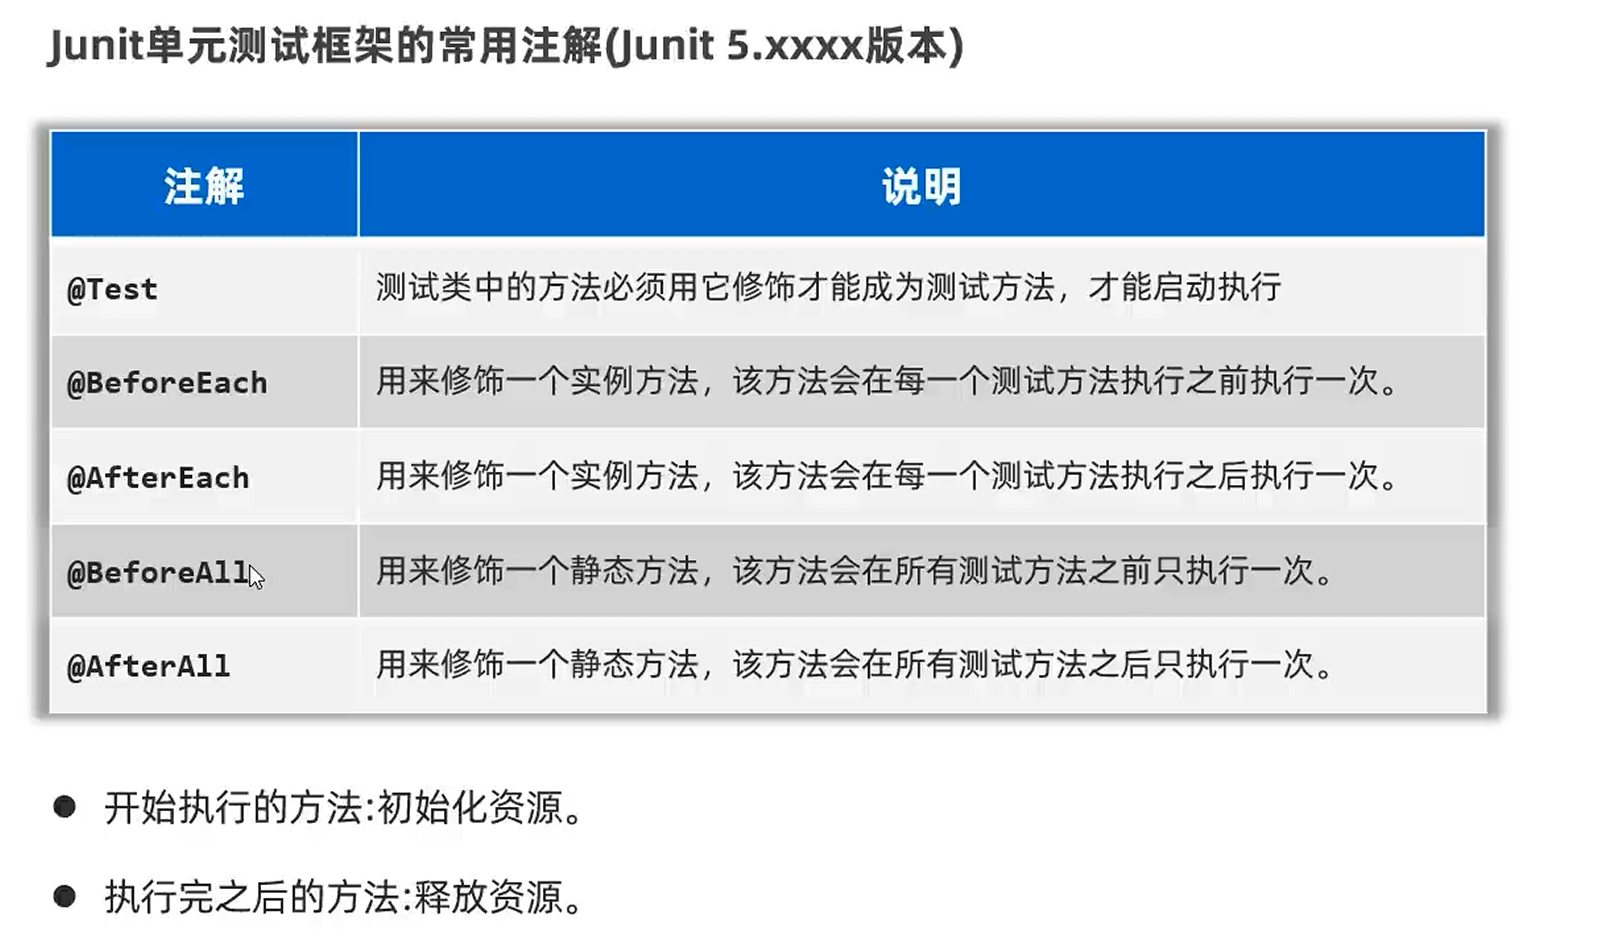 Junit单元测试框架的常用注解(Junit 5.xxxx版本)
注解 说明
@Test 测试类中的方法必须用它修饰才能成为测试方法，才能启动执行
@BeforeEach 用来修饰一个实例方法，该方法会在每一个测试方法执行之前执行一次。
@AfterEach 用来修饰一个实例方法，该方法会在每一个测试方法执行之后执行一次。
@BeforeAll 用来修饰一个静态方法，该方法会在所有测试方法之前只执行一次。
@AfterAll 用来修饰一个静态方法，该方法会在所有测试方法之后只执行一次。
● 开始执行的方法:初始化资源。
● 执行完之后的方法:释放资源。